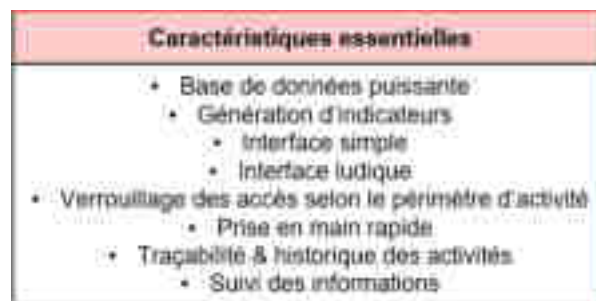 Caractéristiques essentielles
• Base de données puissante
• Génération d'indicateurs
• Interface simple
• Interface ludique
• Verrouillage des accès selon le périmètre d'activité
• Prise en main rapide
• Traçabilité & historique des activités
• Suivi des informations